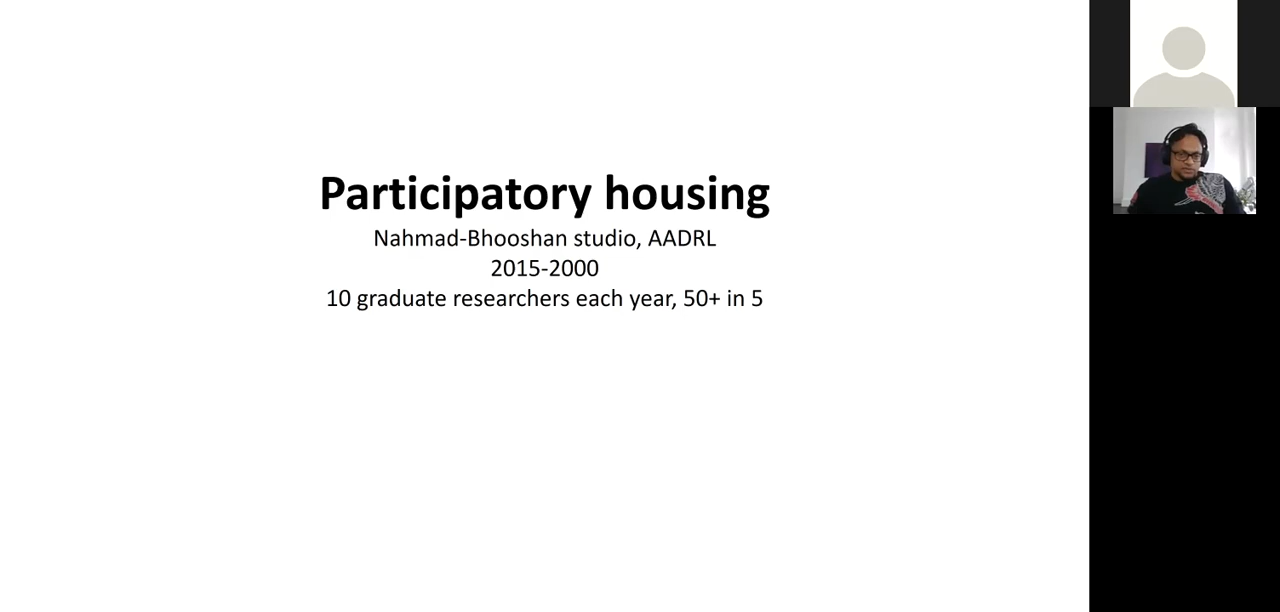 Participatory housing
Nahmad-Bhooshan studio, AADRL
2015-2000
10 graduate researchers each year, 50+ in 5